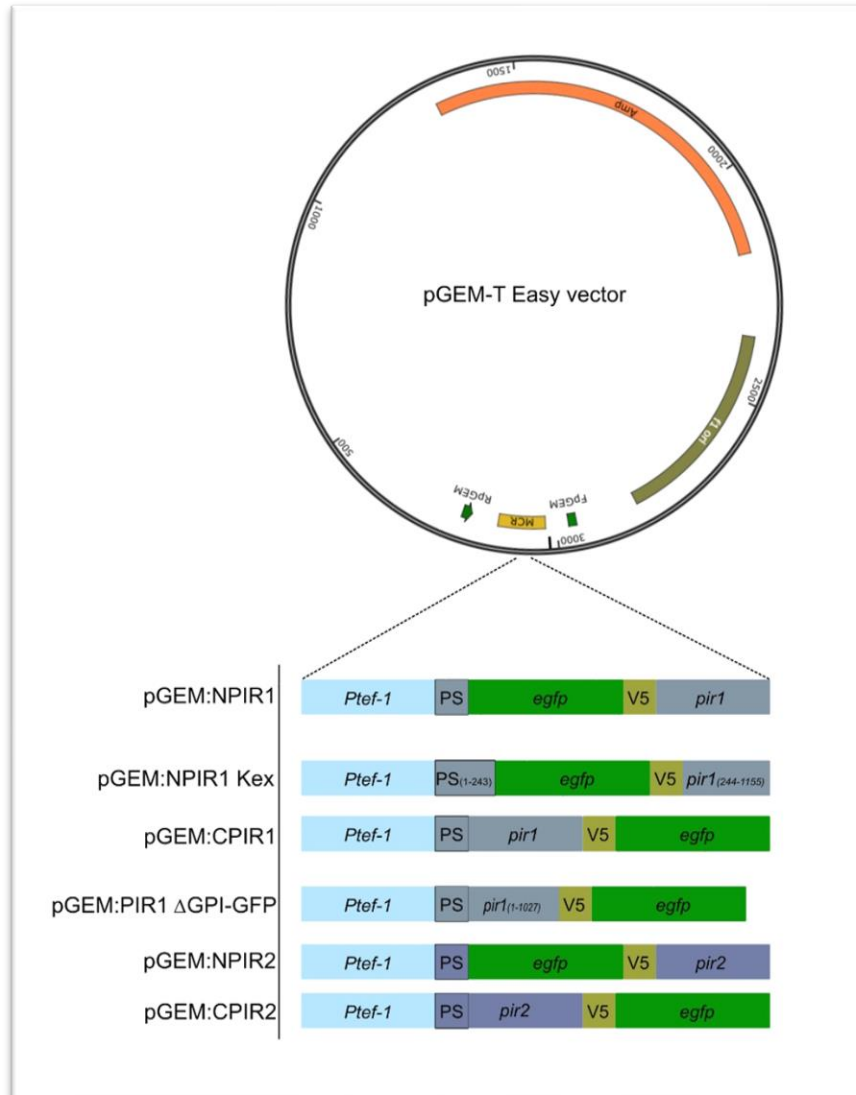 1500
Amp
2000
1000
pGEM-T Easy vector
2500
f1 ori
500
RpGEM
MCR
FpGEM
3000
pGEM:NPIR1 Ptef-1 PS egfp V5 pir1
pGEM:NPIR1 Kex Ptef-1 PS(1-243) egfp V5 pir1(244-1155)
pGEM:CPIR1 Ptef-1 PS pir1 V5 egfp
pGEM:PIR1 ΔGPI-GFP Ptef-1 PS pir1(1-1027) V5 egfp
pGEM:NPIR2 Ptef-1 PS egfp V5 pir2
pGEM:CPIR2 Ptef-1 PS pir2 V5 egfp